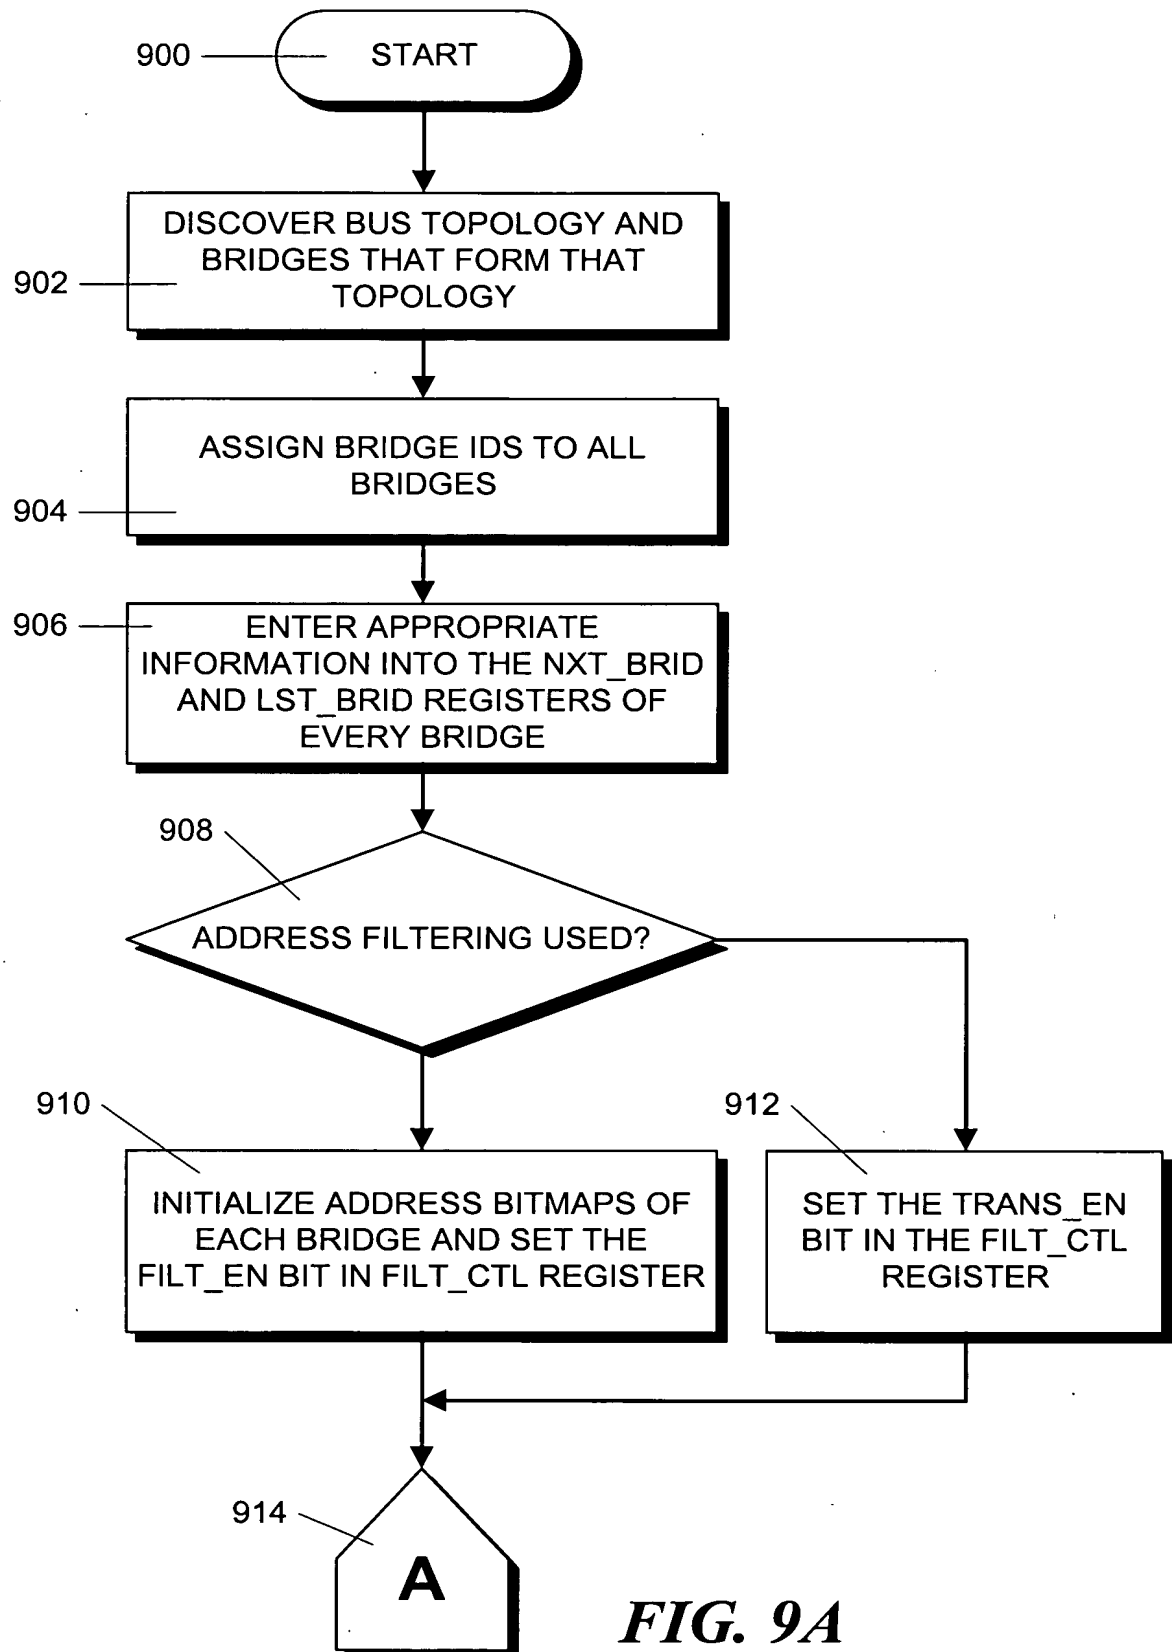 900
START
DISCOVER BUS TOPOLOGY AND
BRIDGES THAT FORM THAT
TOPOLOGY
902
ASSIGN BRIDGE IDS TO ALL
BRIDGES
904
906
ENTER APPROPRIATE
INFORMATION INTO THE NXT_BRID
AND LST_BRID REGISTERS OF
EVERY BRIDGE
908
ADDRESS FILTERING USED?
910
INITIALIZE ADDRESS BITMAPS OF
EACH BRIDGE AND SET THE
FILT_EN BIT IN FILT_CTL REGISTER
912
SET THE TRANS_EN
BIT IN THE FILT_CTL
REGISTER
914
A
FIG. 9A